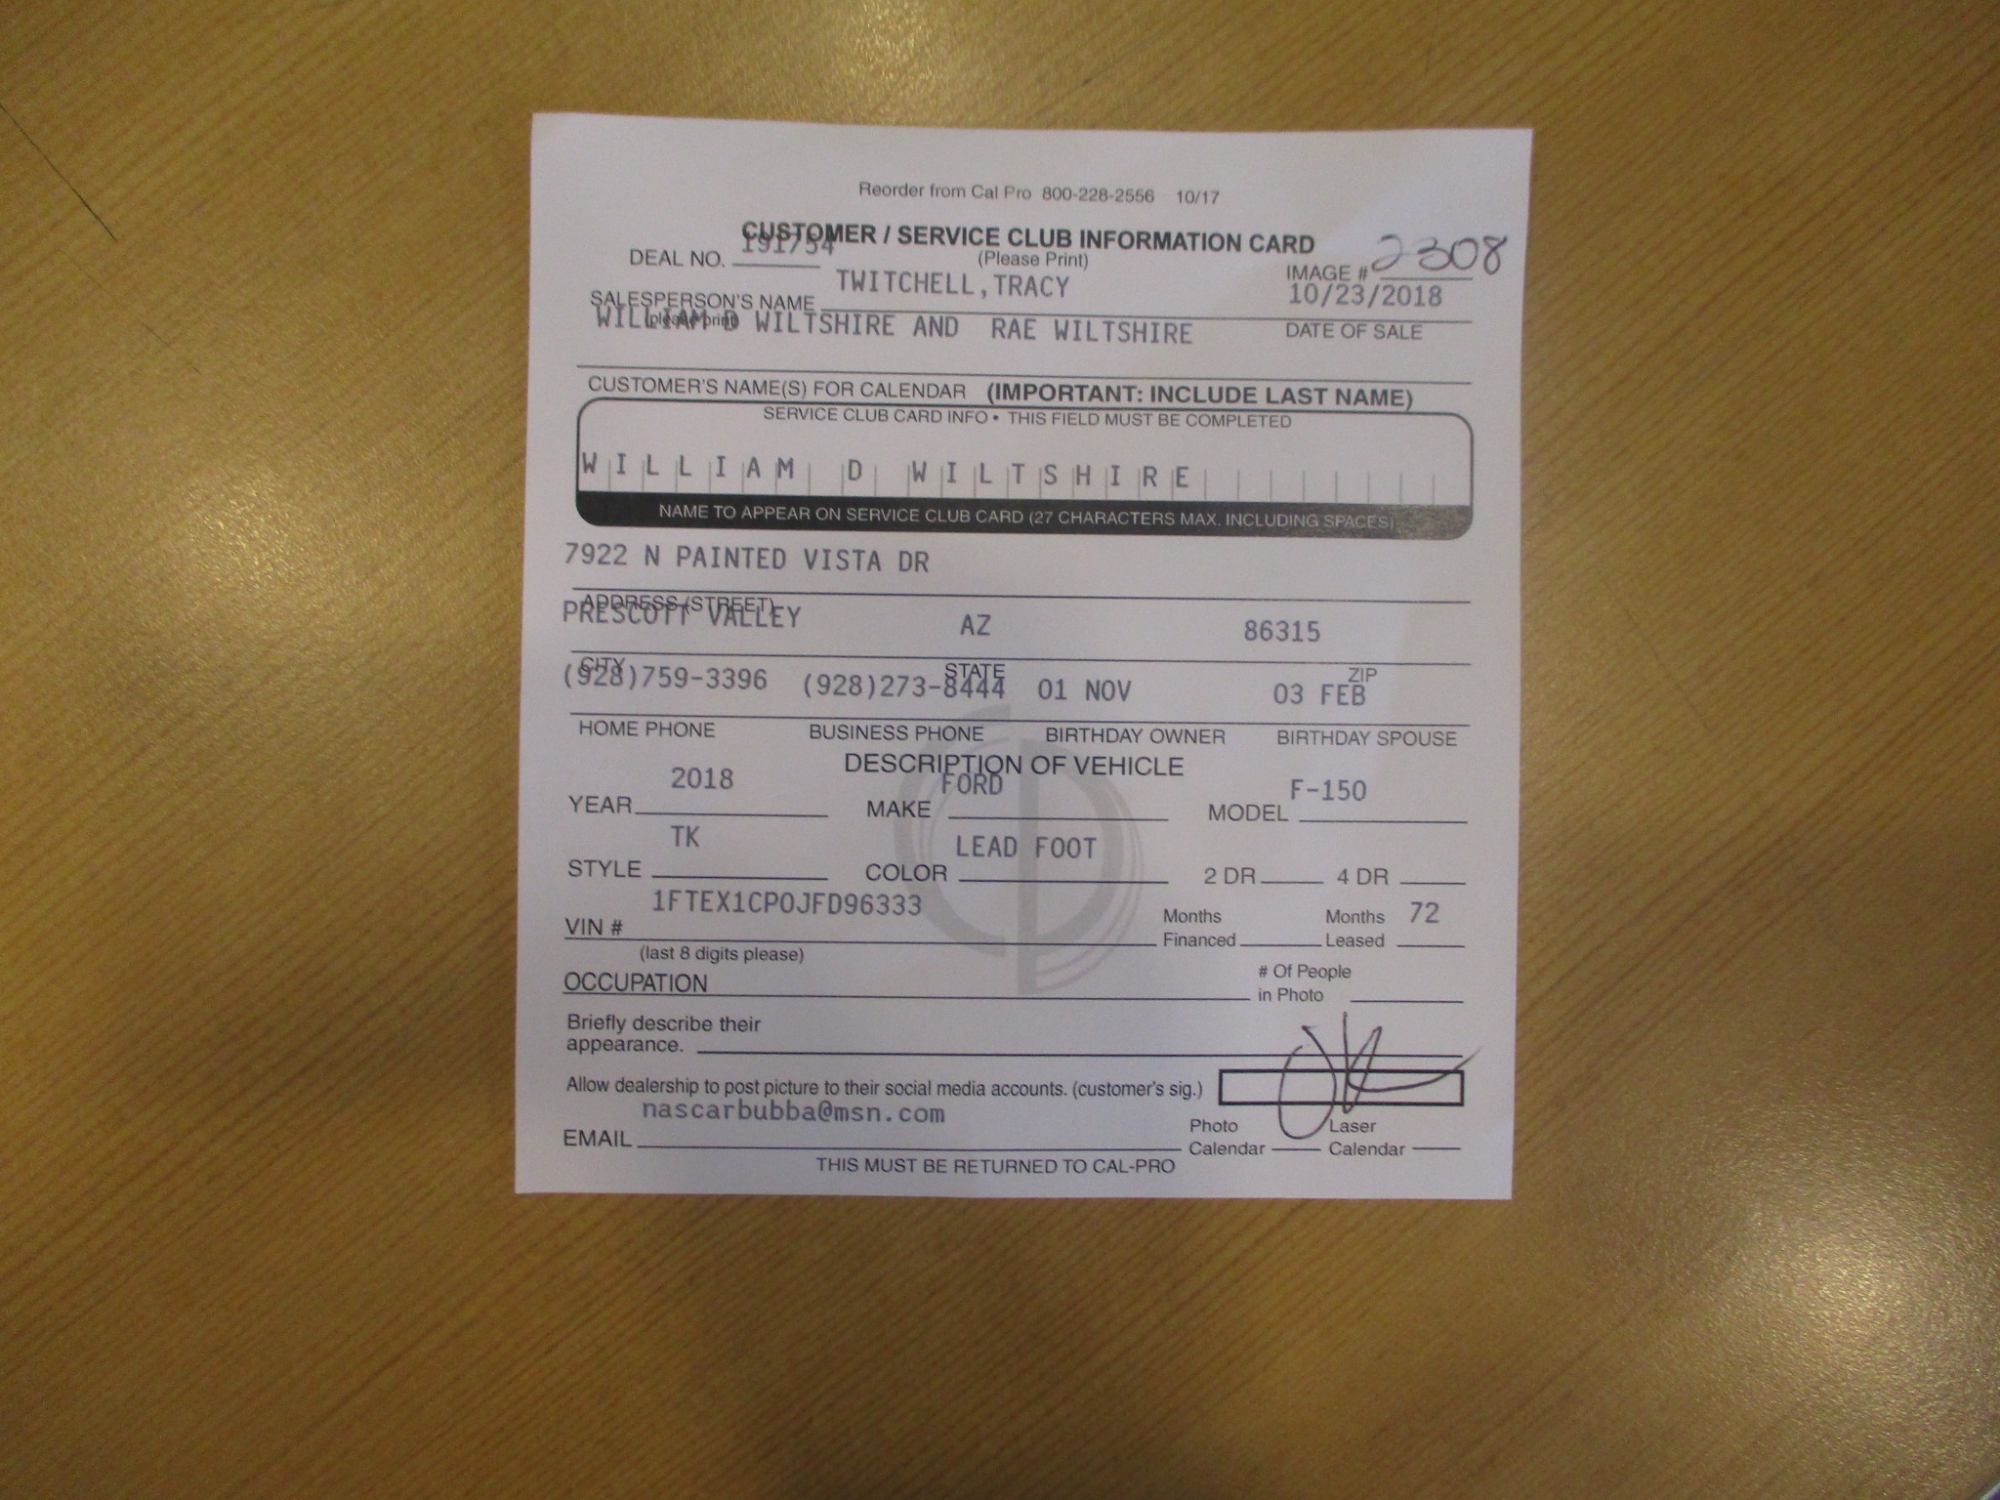 Reorder from Cal Pro 800-228-2556 10/17
CUSTOMER / SERVICE CLUB INFORMATION CARD
DEAL NO. 191754 (Please Print) IMAGE # 2308
SALESPERSON'S NAME TWITCHELL,TRACY 10/23/2018
(please print) DATE OF SALE
WILLIAM D WILTSHIRE AND RAE WILTSHIRE
CUSTOMER'S NAME(S) FOR CALENDAR (IMPORTANT: INCLUDE LAST NAME)
SERVICE CLUB CARD INFO • THIS FIELD MUST BE COMPLETED
WILLIAM D WILTSHIRE
NAME TO APPEAR ON SERVICE CLUB CARD (27 CHARACTERS MAX. INCLUDING SPACES)
7922 N PAINTED VISTA DR
ADDRESS (STREET)
PRESCOTT VALLEY AZ 86315
CITY STATE ZIP
(928)759-3396 (928)273-8444 01 NOV 03 FEB
HOME PHONE BUSINESS PHONE BIRTHDAY OWNER BIRTHDAY SPOUSE
DESCRIPTION OF VEHICLE
YEAR 2018 MAKE FORD MODEL F-150
STYLE TK COLOR LEAD FOOT 2 DR 4 DR
VIN # 1FTEX1CP0JFD96333 Months Financed Months Leased 72
(last 8 digits please)
OCCUPATION # Of People in Photo
Briefly describe their
appearance.
Allow dealership to post picture to their social media accounts. (customer's sig.)
EMAIL nascarbubba@msn.com Photo Calendar Laser Calendar
THIS MUST BE RETURNED TO CAL-PRO